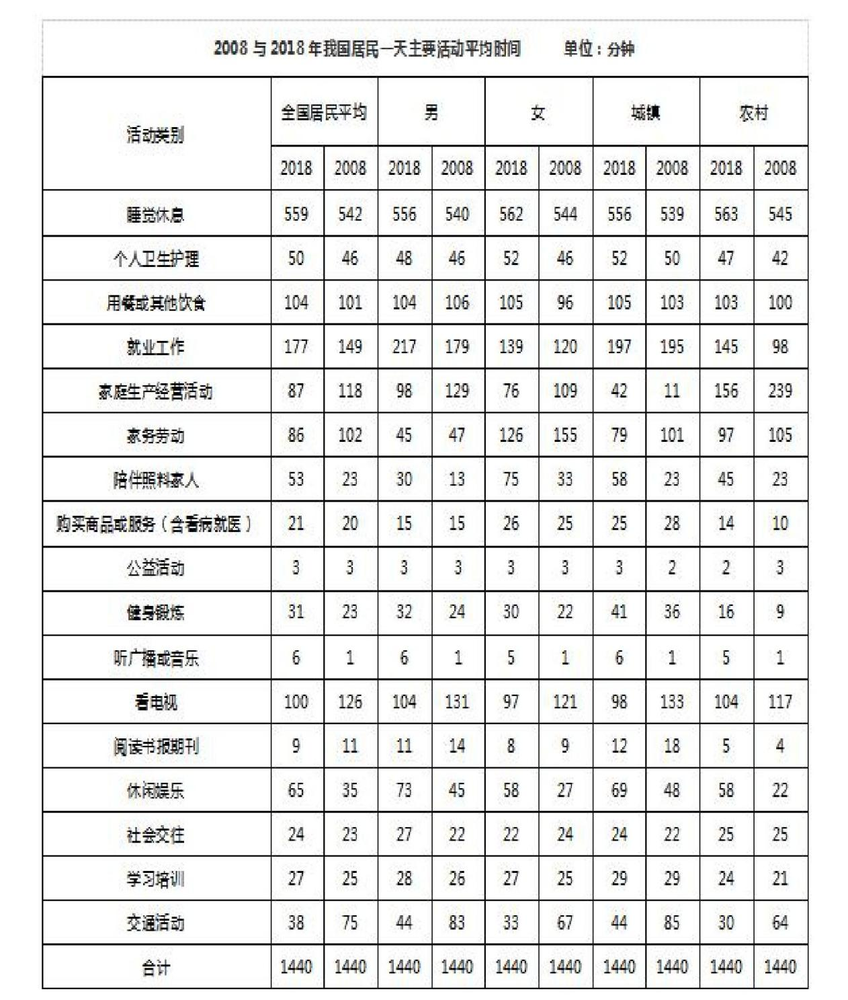 2008 与 2018 年我国居民一天主要活动平均时间 单位：分钟
活动类别 全国居民平均 男 女 城镇 农村
2018 2008 2018 2008 2018 2008 2018 2008 2018 2008
睡觉休息 559 542 556 540 562 544 556 539 563 545
个人卫生护理 50 46 48 46 52 46 52 50 47 42
用餐或其他饮食 104 101 104 106 105 96 105 103 103 100
就业工作 177 149 217 179 139 120 197 195 145 98
家庭生产经营活动 87 118 98 129 76 109 42 11 156 239
家务劳动 86 102 45 47 126 155 79 101 97 105
陪伴照料家人 53 23 30 13 75 33 58 23 45 23
购买商品或服务（含看病就医） 21 20 15 15 26 25 25 28 14 10
公益活动 3 3 3 3 3 3 3 2 2 3
健身锻炼 31 23 32 24 30 22 41 36 16 9
听广播或音乐 6 1 6 1 5 1 6 1 5 1
看电视 100 126 104 131 97 121 98 133 104 117
阅读书报期刊 9 11 11 14 8 9 12 18 5 4
休闲娱乐 65 35 73 45 58 27 69 48 58 22
社会交往 24 23 27 22 22 24 24 22 25 25
学习培训 27 25 28 26 27 25 29 29 24 21
交通活动 38 75 44 83 33 67 44 85 30 64
合计 1440 1440 1440 1440 1440 1440 1440 1440 1440 1440